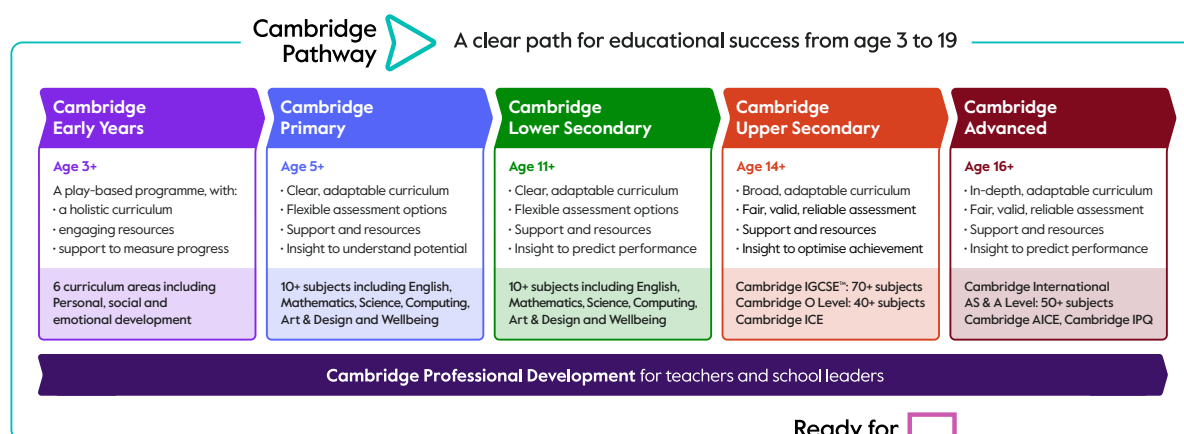 Cambridge
Pathway
A clear path for educational success from age 3 to 19
Cambridge
Early Years
Age 3+
A play-based programme, with:
• a holistic curriculum
• engaging resources
• support to measure progress
6 curriculum areas including
Personal, social and
emotional development
Cambridge
Primary
Age 5+
• Clear, adaptable curriculum
• Flexible assessment options
• Support and resources
• Insight to understand potential
10+ subjects including English,
Mathematics, Science, Computing,
Art & Design and Wellbeing
Cambridge
Lower Secondary
Age 11+
• Clear, adaptable curriculum
• Flexible assessment options
• Support and resources
• Insight to predict performance
10+ subjects including English,
Mathematics, Science, Computing,
Art & Design and Wellbeing
Cambridge
Upper Secondary
Age 14+
• Broad, adaptable curriculum
• Fair, valid, reliable assessment
• Support and resources
• Insight to optimise achievement
Cambridge IGCSE™: 70+ subjects
Cambridge O Level: 40+ subjects
Cambridge ICE
Cambridge
Advanced
Age 16+
• In-depth, adaptable curriculum
• Fair, valid, reliable assessment
• Support and resources
• Insight to predict performance
Cambridge International
AS & A Level: 50+ subjects
Cambridge AICE, Cambridge IPQ
Cambridge Professional Development for teachers and school leaders
Ready for